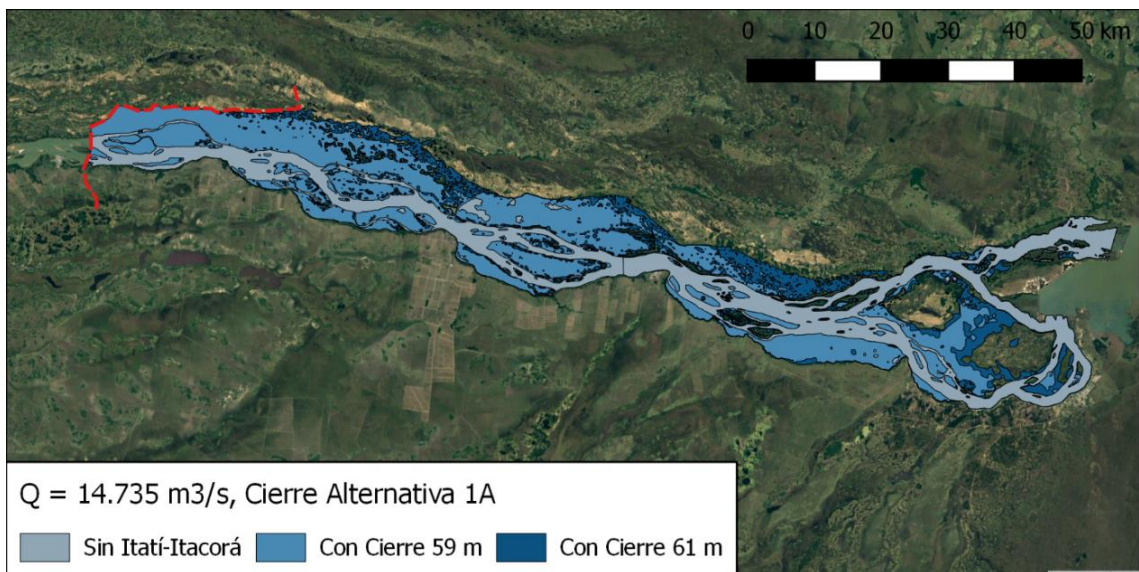 0 10 20 30 40 50 km
Q = 14.735 m3/s, Cierre Alternativa 1A
Sin Itatí-Itacorá Con Cierre 59 m Con Cierre 61 m